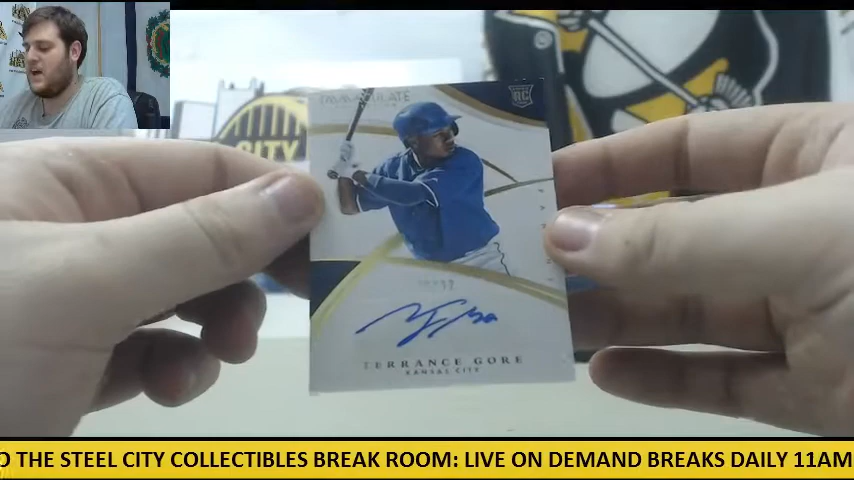 IMMACULATE
RC
CITY
TERRANCE GORE
KANSAS CITY
O THE STEEL CITY COLLECTIBLES BREAK ROOM: LIVE ON DEMAND BREAKS DAILY 11AM